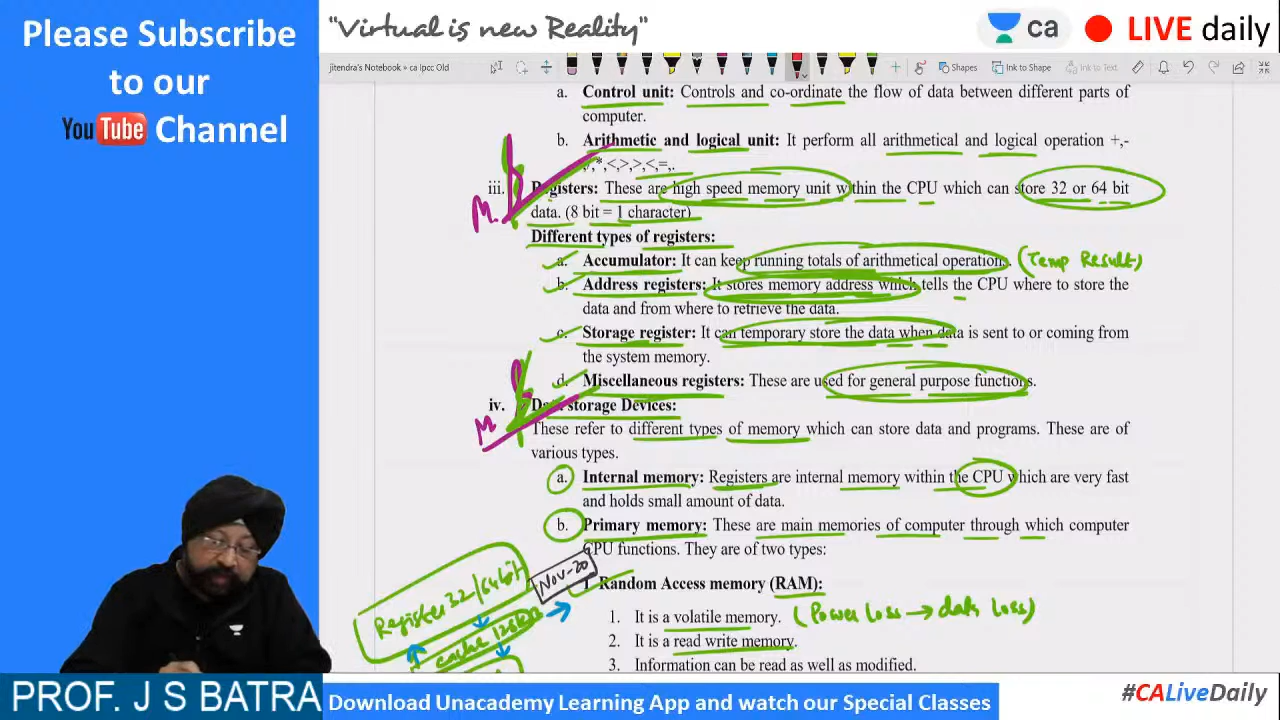 Please Subscribe
to our
YouTube Channel
"Virtual is new Reality"
ca
LIVE daily
jitendra's Notebook » ca Ipcc Old
Shapes
Ink to Shape
Ink to Text
a. Control unit: Controls and co-ordinate the flow of data between different parts of
computer.
b. Arithmetic and logical unit: It perform all arithmetical and logical operation +,-
,/,*,<,>,>,<,=,.
iii. Registers: These are high speed memory unit within the CPU which can store 32 or 64 bit
data. (8 bit = 1 character)
Different types of registers:
a. Accumulator: It can keep running totals of arithmetical operations. (Temp Result)
b. Address registers: It stores memory address which tells the CPU where to store the
data and from where to retrieve the data.
c. Storage register: It can temporary store the data when data is sent to or coming from
the system memory.
d. Miscellaneous registers: These are used for general purpose functions.
iv. Data storage Devices:
These refer to different types of memory which can store data and programs. These are of
various types.
a. Internal memory: Registers are internal memory within the CPU which are very fast
and holds small amount of data.
b. Primary memory: These are main memories of computer through which computer
CPU functions. They are of two types:
Random Access memory (RAM):
Nov-20
Register 32/64 bit
cache
1. It is a volatile memory. (Power Loss → data loss)
2. It is a read write memory.
3. Information can be read as well as modified.
M.
M
PROF. J S BATRA
Download Unacademy Learning App and watch our Special Classes
#CALiveDaily